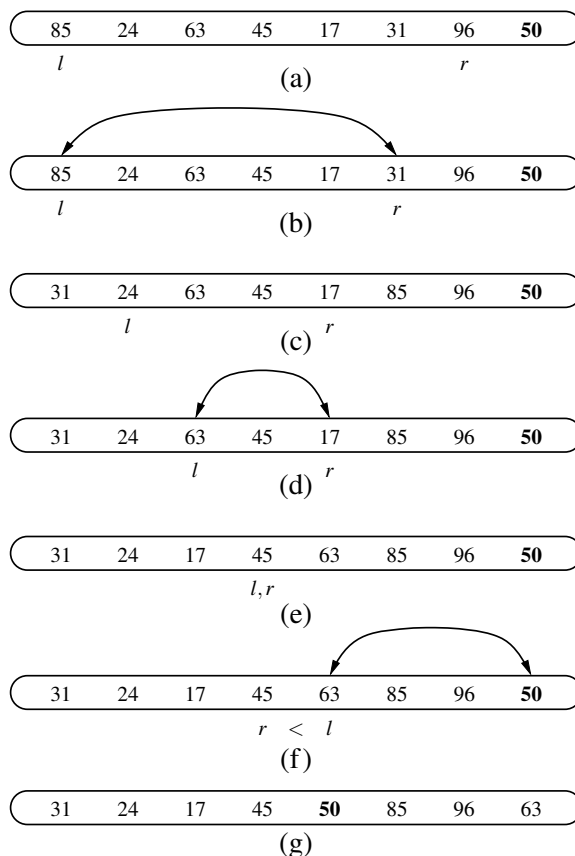 85 24 63 45 17 31 96 50
l r
(a)
85 24 63 45 17 31 96 50
l r
(b)
31 24 63 45 17 85 96 50
l r
(c)
31 24 63 45 17 85 96 50
l r
(d)
31 24 17 45 63 85 96 50
l,r
(e)
31 24 17 45 63 85 96 50
r < l
(f)
31 24 17 45 50 85 96 63
(g)